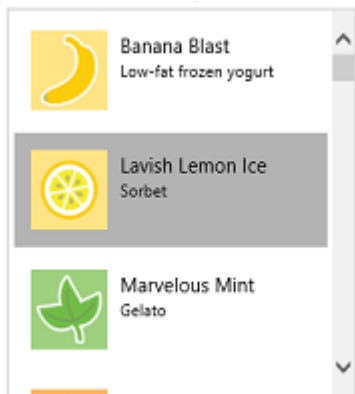 Banana Blast
Low-fat frozen yogurt
Lavish Lemon Ice
Sorbet
Marvelous Mint
Gelato